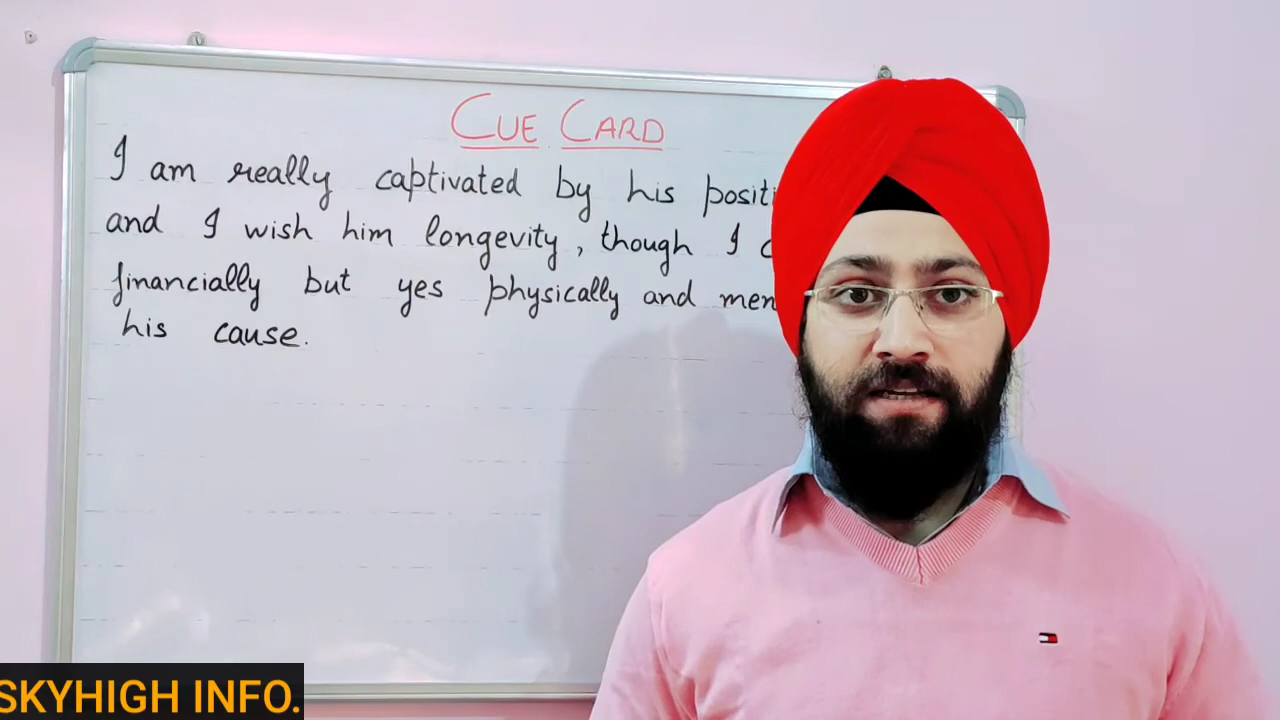 CUE CARD
I am really captivated by his positi
and I wish him longevity, though I c
financially but yes physically and men
his cause.
SKYHIGH INFO.